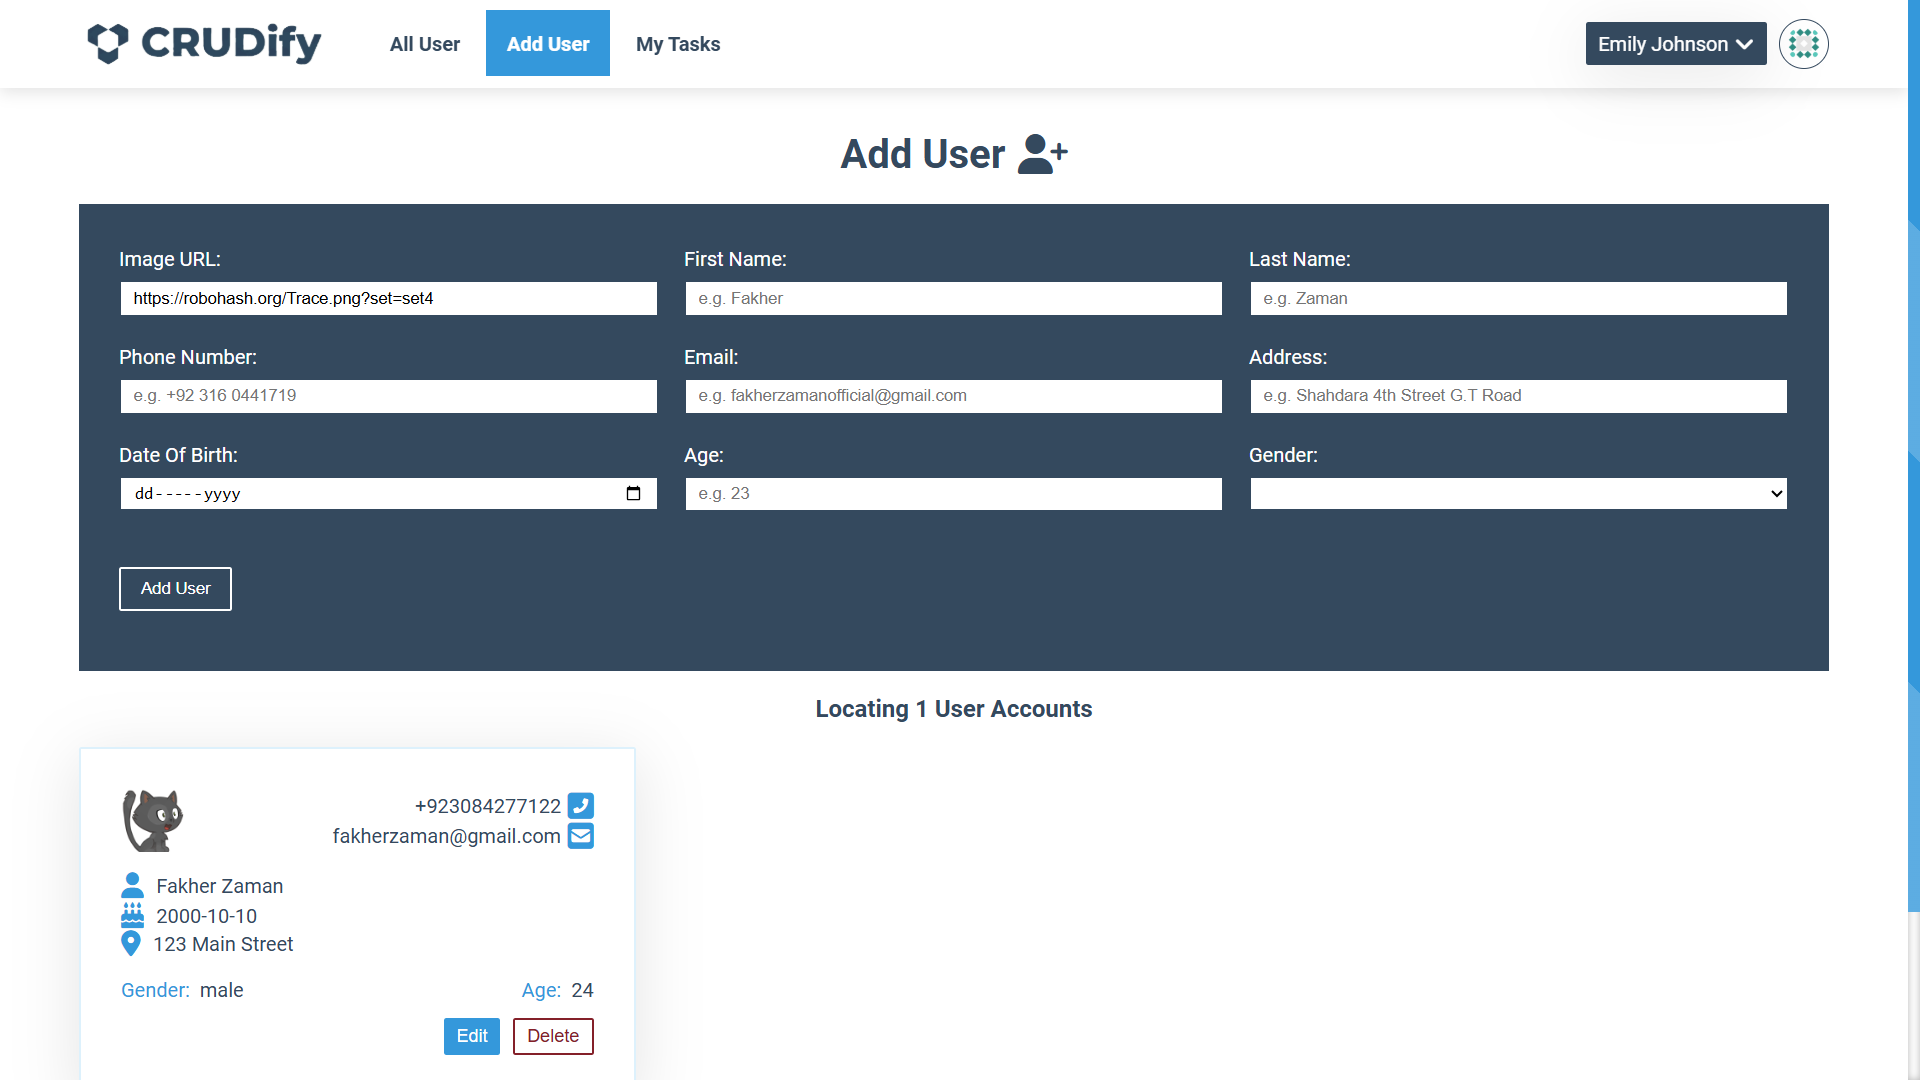 CRUDify
All User
Add User
My Tasks
Emily Johnson
Add User
Image URL:
First Name:
Last Name:
https://robohash.org/Trace.png?set=set4
e.g. Fakher
e.g. Zaman
Phone Number:
Email:
Address:
e.g. +92 316 0441719
e.g. fakherzamanofficial@gmail.com
e.g. Shahdara 4th Street G.T Road
Date Of Birth:
Age:
Gender:
dd-----yyyy
e.g. 23
Add User
Locating 1 User Accounts
+923084277122
fakherzaman@gmail.com
Fakher Zaman
2000-10-10
123 Main Street
Gender: male
Age: 24
Edit
Delete